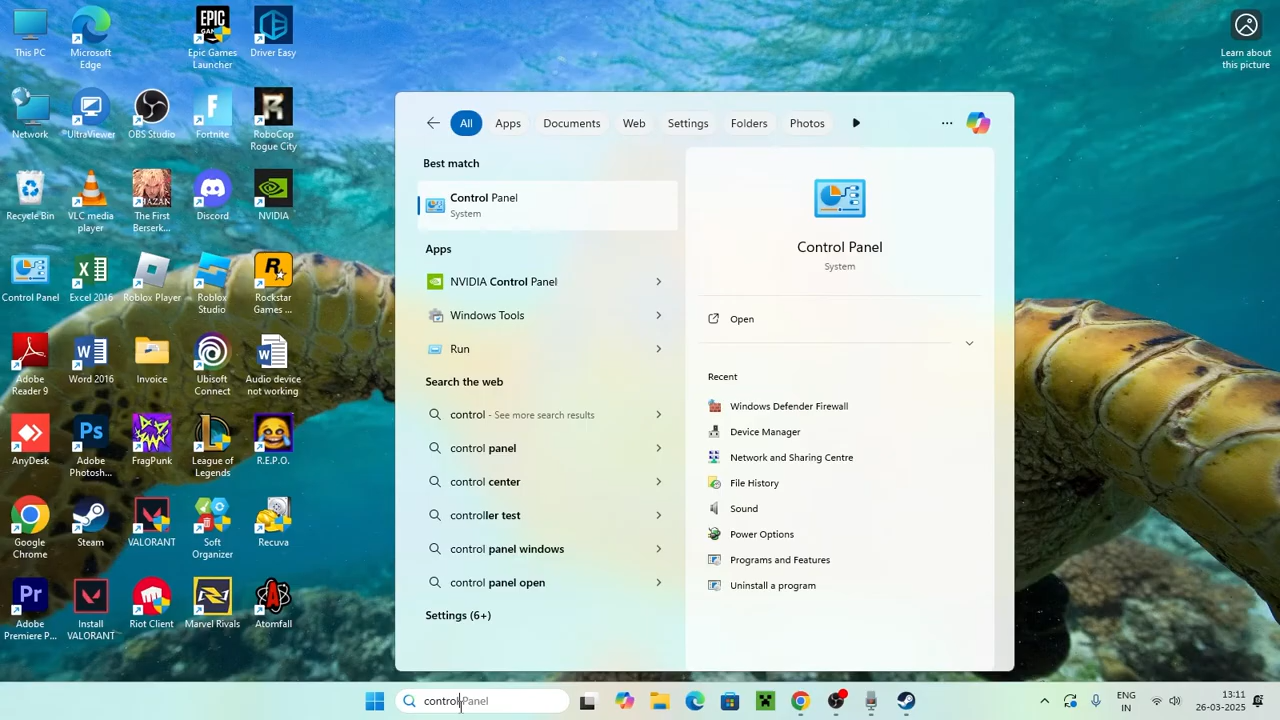 This PC
Microsoft
Edge
EPIC
GAMES
Epic Games
Launcher
Driver Easy
Learn about
this picture
Network
UltraViewer
OBS Studio
Fortnite
RoboCop
Rogue City
Recycle Bin
VLC media
player
KHAZAN
The First
Berserk...
Discord
NVIDIA
Control Panel
Excel 2016
Roblox Player
Roblox
Studio
Rockstar
Games ...
Adobe
Reader 9
Word 2016
Invoice
Ubisoft
Connect
Audio device
not working
AnyDesk
Adobe
Photosh...
FragPunk
League of
Legends
R.E.P.O.
Google
Chrome
Steam
VALORANT
Soft
Organizer
Recuva
Adobe
Premiere P...
Install
VALORANT
Riot Client
Marvel Rivals
Atomfall
All
Apps
Documents
Web
Settings
Folders
Photos
...
Best match
Control Panel
System
Apps
NVIDIA Control Panel
Windows Tools
Run
Search the web
control - See more search results
control panel
control center
controller test
control panel windows
control panel open
Settings (6+)
Control Panel
System
Open
Recent
Windows Defender Firewall
Device Manager
Network and Sharing Centre
File History
Sound
Power Options
Programs and Features
Uninstall a program
control Panel
ENG
IN
13:11
26-03-2025